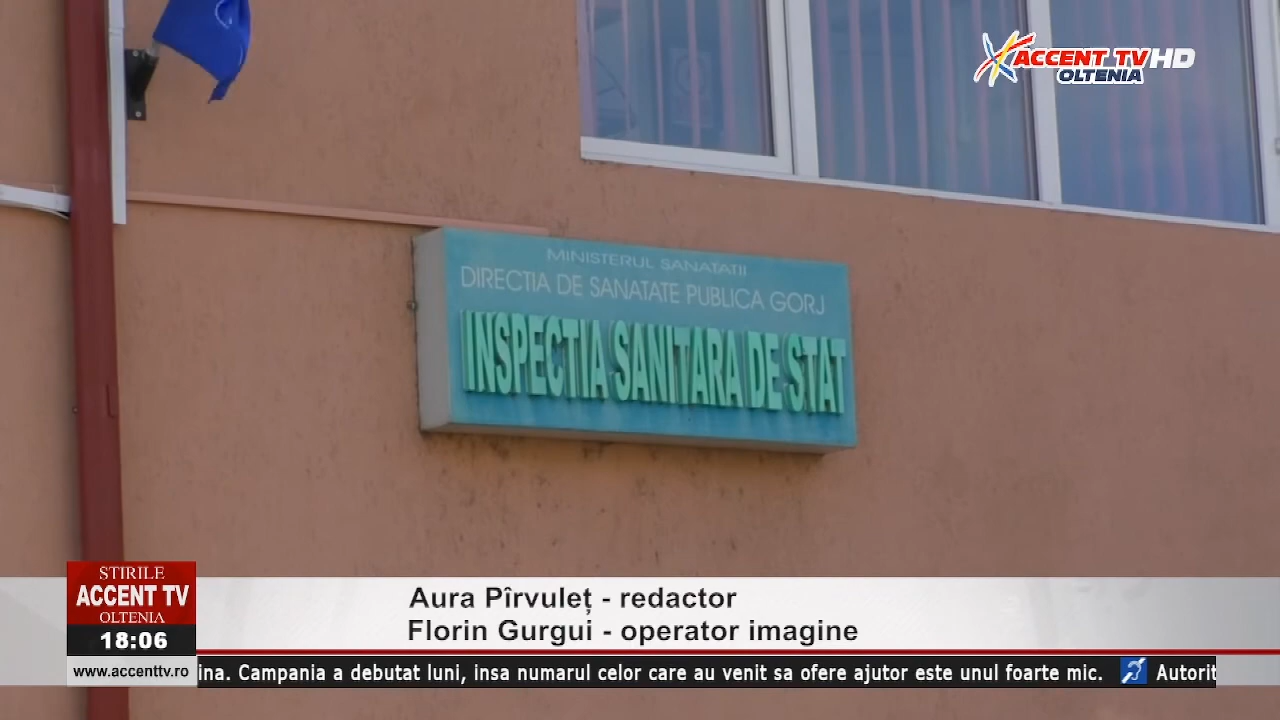 ACCENT TV HD
OLTENIA
MINISTERUL SANATATII
DIRECTIA DE SANATATE PUBLICA GORJ
INSPECTIA SANITARA DE STAT
STIRILE
ACCENT TV
OLTENIA
18:06
Aura Pîrvuleț - redactor
Florin Gurgui - operator imagine
www.accenttv.ro
ina. Campania a debutat luni, insa numarul celor care au venit sa ofere ajutor este unul foarte mic. Autorit